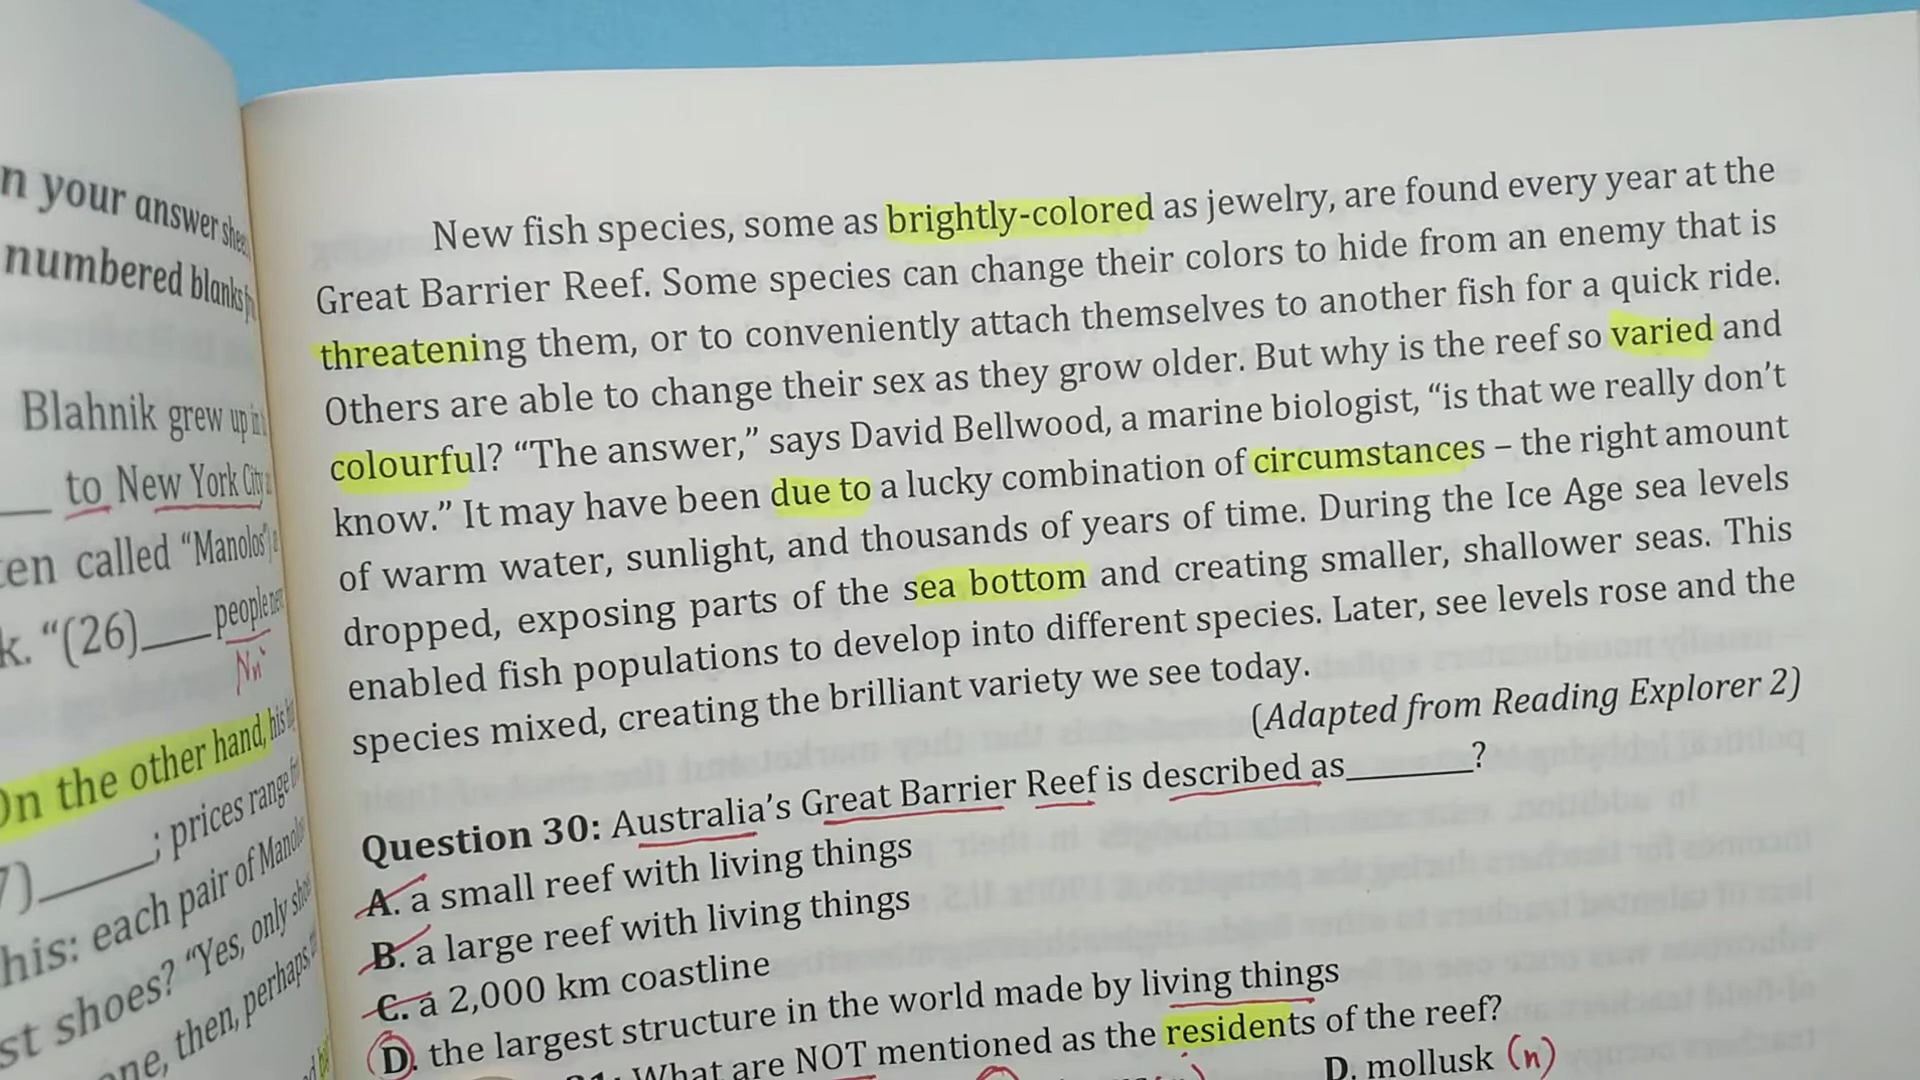 n your answer
numbered blanks
Blahnik grew up
to New York City
en called “Manolos”
k. “(26)____people
Nn
On the other hand, his
7)______; prices range
his: each pair of Manolo
st shoes? “Yes, only
one, then, perhaps,
New fish species, some as brightly-colored as jewelry, are found every year at the
Great Barrier Reef. Some species can change their colors to hide from an enemy that is
threatening them, or to conveniently attach themselves to another fish for a quick ride.
Others are able to change their sex as they grow older. But why is the reef so varied and
colourful? “The answer,” says David Bellwood, a marine biologist, “is that we really don’t
know.” It may have been due to a lucky combination of circumstances – the right amount
of warm water, sunlight, and thousands of years of time. During the Ice Age sea levels
dropped, exposing parts of the sea bottom and creating smaller, shallower seas. This
enabled fish populations to develop into different species. Later, see levels rose and the
species mixed, creating the brilliant variety we see today.
(Adapted from Reading Explorer 2)
Question 30: Australia’s Great Barrier Reef is described as_______?
A. a small reef with living things
B. a large reef with living things
C. a 2,000 km coastline
D. the largest structure in the world made by living things
31: What are NOT mentioned as the residents of the reef?
D. mollusk (n)